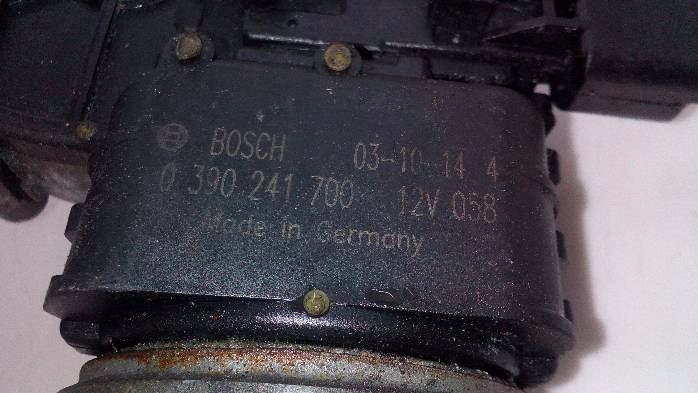 BOSCH 03-10-14 4
0 390 241 700 12V 058
Made in Germany